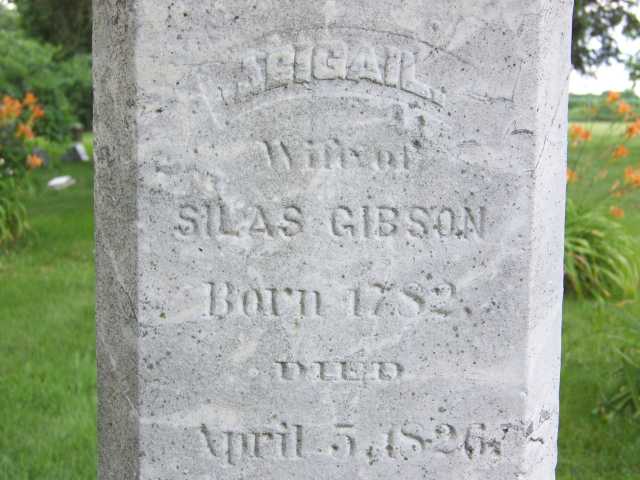 ABIGAIL,
Wife of
SILAS GIBSON
Born 1782.
DIED
April 5, 1826.